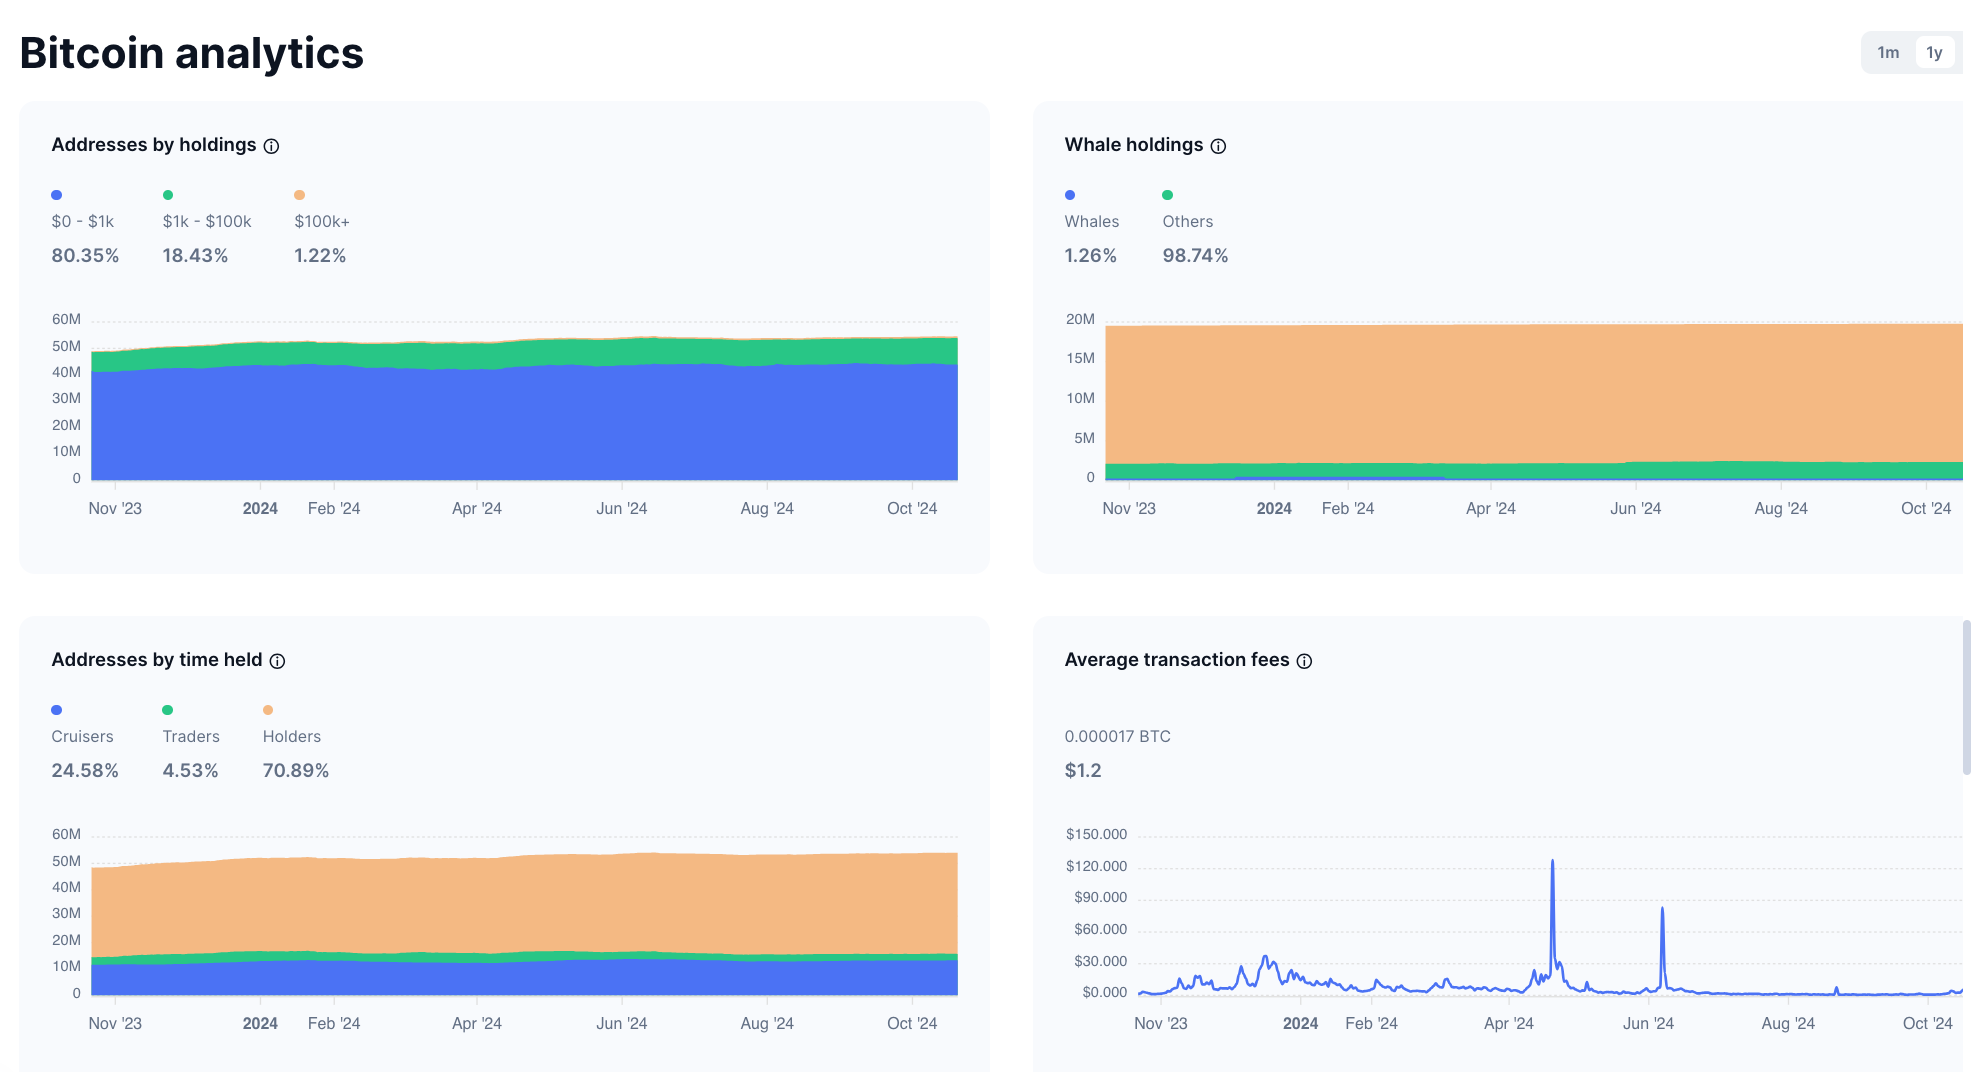 Bitcoin analytics
1m 1y
Addresses by holdings
$0 - $1k $1k - $100k $100k+
80.35% 18.43% 1.22%
60M
50M
40M
30M
20M
10M
0
Nov '23 2024 Feb '24 Apr '24 Jun '24 Aug '24 Oct '24
Whale holdings
Whales Others
1.26% 98.74%
20M
15M
10M
5M
0
Nov '23 2024 Feb '24 Apr '24 Jun '24 Aug '24 Oct '24
Addresses by time held
Cruisers Traders Holders
24.58% 4.53% 70.89%
60M
50M
40M
30M
20M
10M
0
Nov '23 2024 Feb '24 Apr '24 Jun '24 Aug '24 Oct '24
Average transaction fees
0.000017 BTC
$1.2
$150.000
$120.000
$90.000
$60.000
$30.000
$0.000
Nov '23 2024 Feb '24 Apr '24 Jun '24 Aug '24 Oct '24